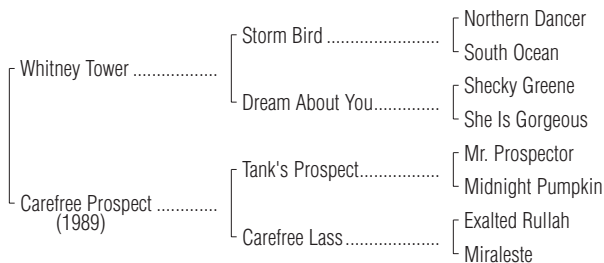 Northern Dancer
Storm Bird ........................
South Ocean
Whitney Tower ..................
Shecky Greene
Dream About You..............
She Is Gorgeous
Mr. Prospector
Tank's Prospect.................
Midnight Pumpkin
Carefree Prospect .............
(1989)
Exalted Rullah
Carefree Lass....................
Miraleste